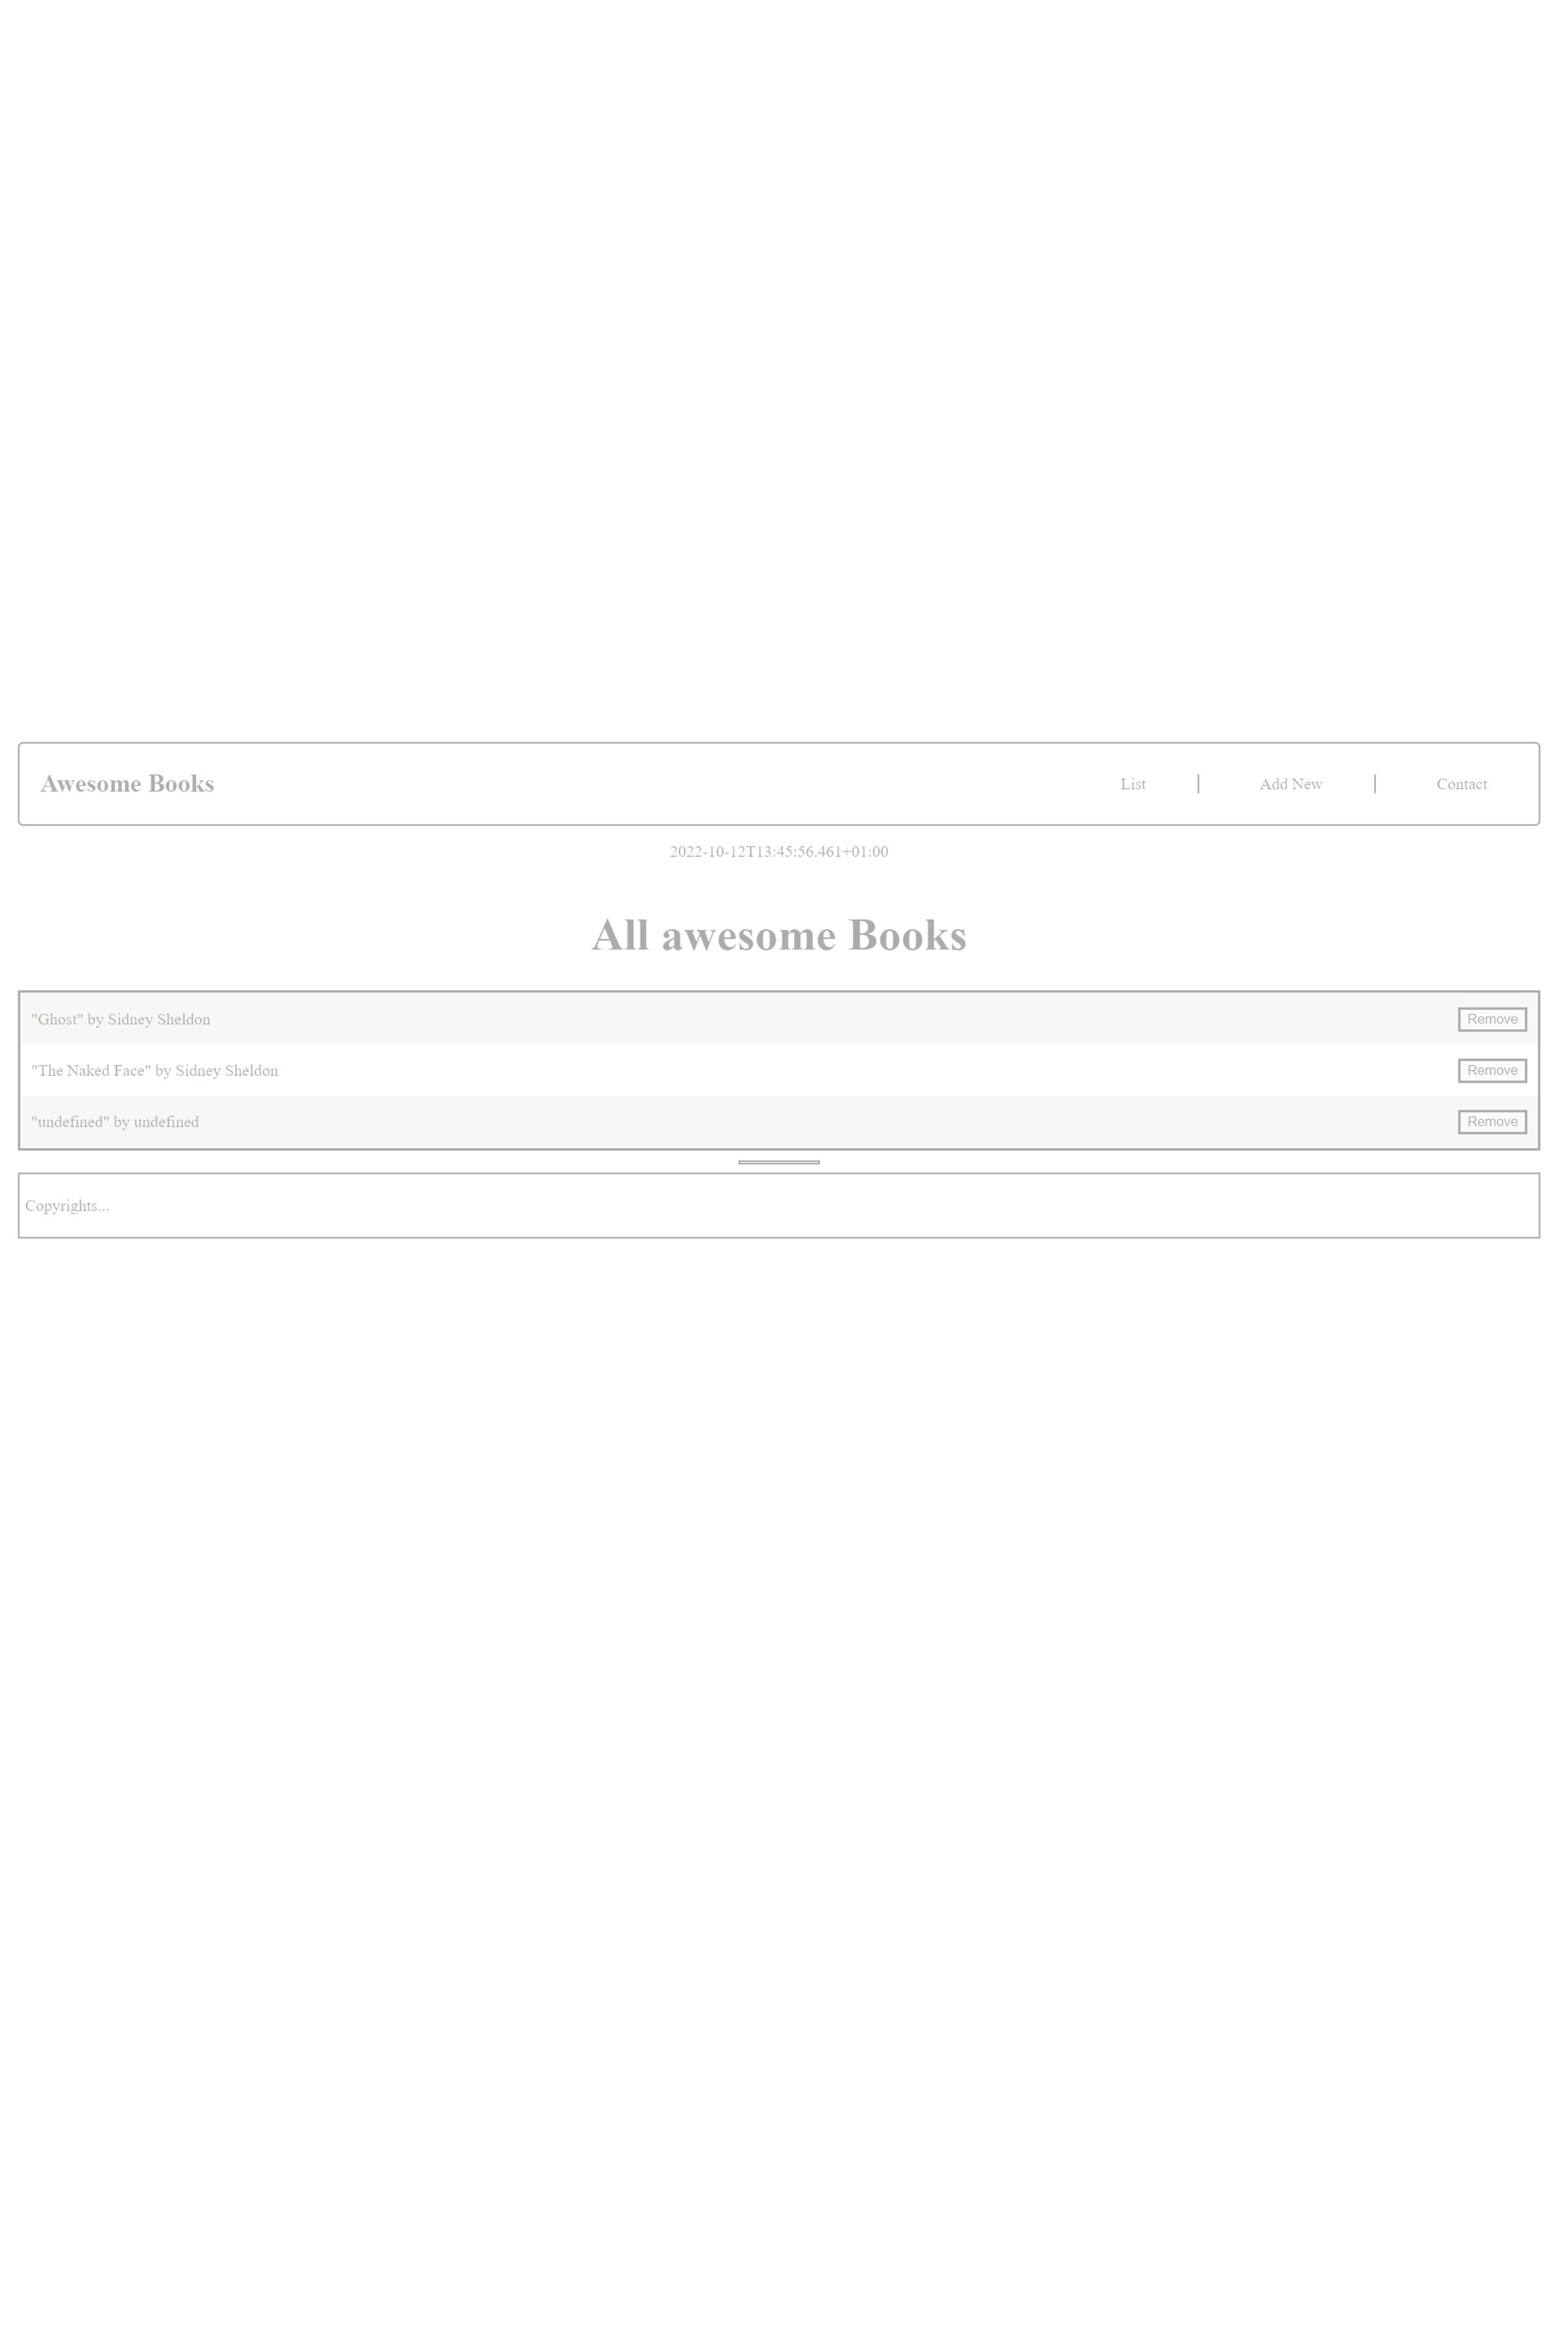 Awesome Books List Add New Contact
2022-10-12T13:45:56.461+01:00
All awesome Books
"Ghost" by Sidney Sheldon Remove
"The Naked Face" by Sidney Sheldon Remove
"undefined" by undefined Remove
Copyrights...